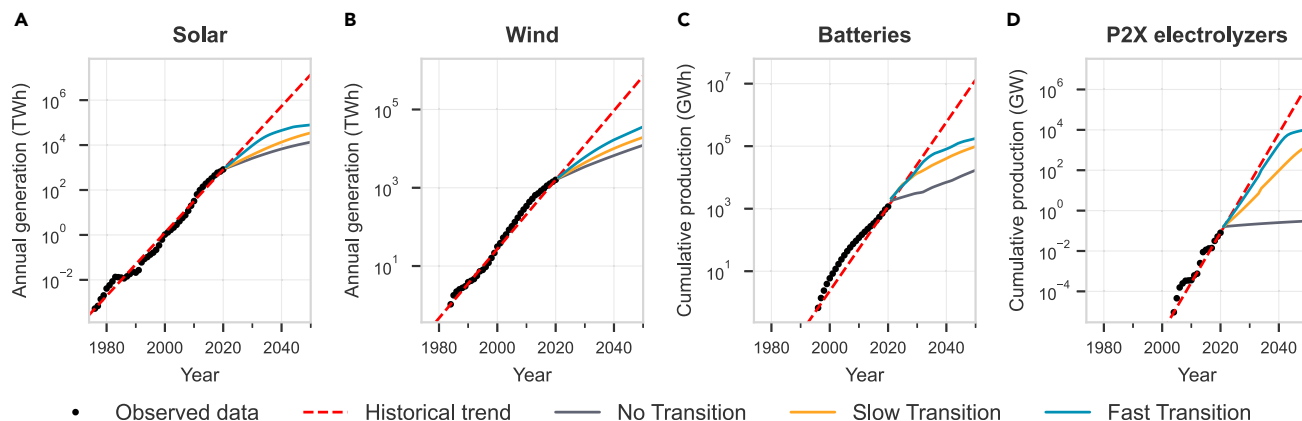 A
Solar
Annual generation (TWh)
10^6
10^4
10^2
10^0
10^-2
1980 2000 2020 2040
Year
B
Wind
Annual generation (TWh)
10^5
10^3
10^1
1980 2000 2020 2040
Year
C
Batteries
Cumulative production (GWh)
10^7
10^5
10^3
10^1
1980 2000 2020 2040
Year
D
P2X electrolyzers
Cumulative production (GW)
10^6
10^4
10^2
10^0
10^-2
10^-4
1980 2000 2020 2040
Year
Observed data Historical trend No Transition Slow Transition Fast Transition